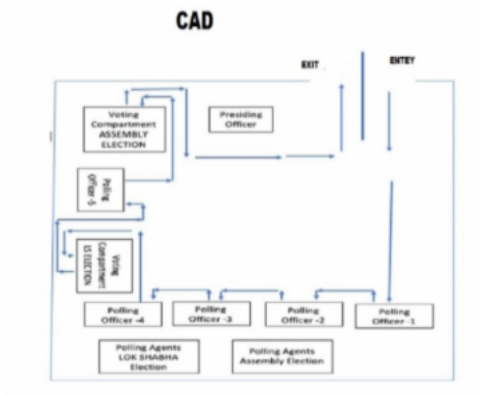 CAD
EXIT
ENTEY
Voting
Compartment
ASSEMBLY
ELECTION
Presiding
Officer
Polling
Officer -5
Voting
Compartment
LS ELECTION
Polling
Officer -4
Polling
Officer -3
Polling
Officer -2
Polling
Officer -1
Polling Agents
LOK SHABHA
Election
Polling Agents
Assembly Election